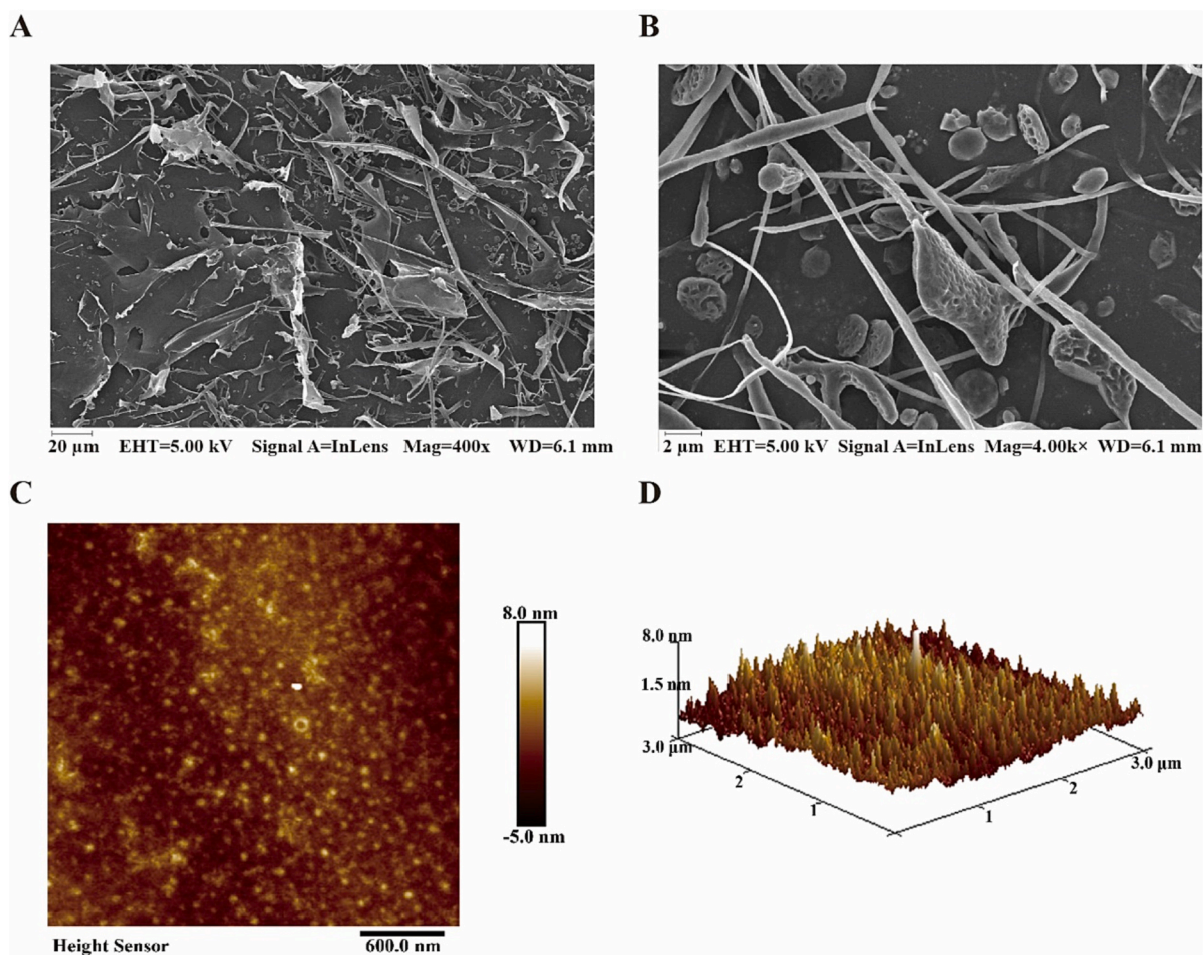 A
B
20 μm EHT=5.00 kV Signal A=InLens Mag=400x WD=6.1 mm
2 μm EHT=5.00 kV Signal A=InLens Mag=4.00k× WD=6.1 mm
C
D
8.0 nm
-5.0 nm
Height Sensor
600.0 nm
8.0 nm
1.5 nm
3.0 μm
2
1
1
2
3.0 μm